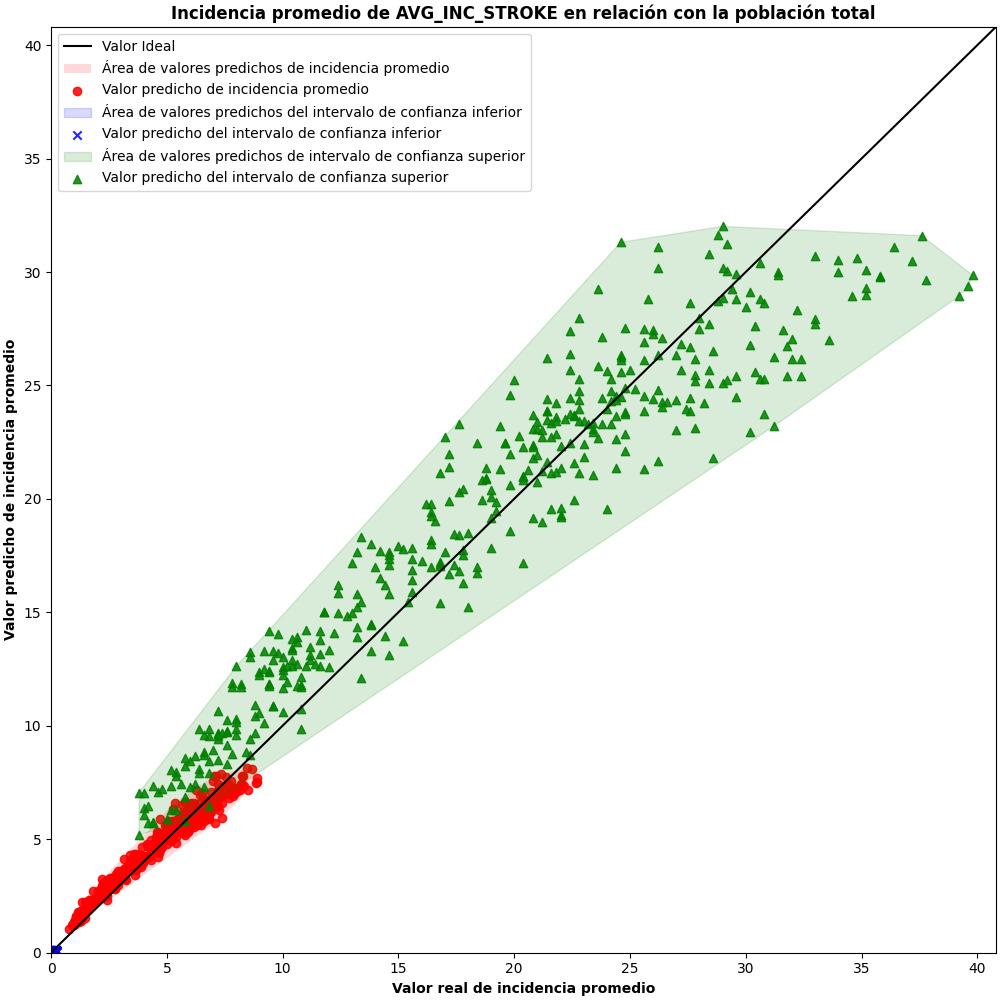 Incidencia promedio de AVG_INC_STROKE en relación con la población total
Valor Ideal
Área de valores predichos de incidencia promedio
Valor predicho de incidencia promedio
Área de valores predichos del intervalo de confianza inferior
Valor predicho del intervalo de confianza inferior
Área de valores predichos de intervalo de confianza superior
Valor predicho del intervalo de confianza superior
Valor predicho de incidencia promedio
40
35
30
25
20
15
10
5
0
0 5 10 15 20 25 30 35 40
Valor real de incidencia promedio